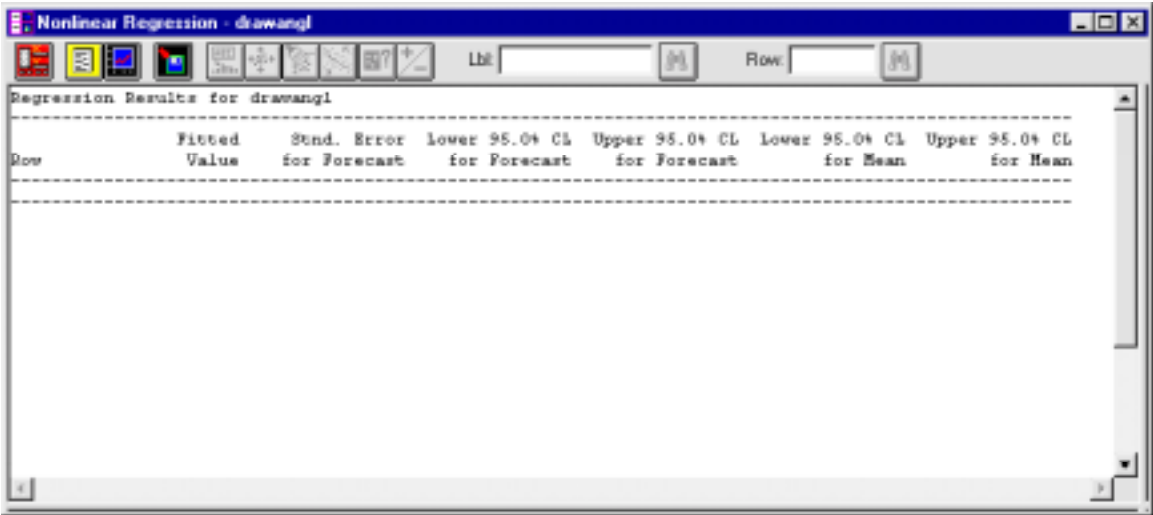 Nonlinear Regression - drawangl
Lbl: Row:
Regression Results for drawangl
--------------------------------------------------------------------------------
Fitted Stnd. Error Lower 95.0% CL Upper 95.0% CL Lower 95.0% CL Upper 95.0% CL
Row Value for Forecast for Forecast for Forecast for Mean for Mean
--------------------------------------------------------------------------------
--------------------------------------------------------------------------------